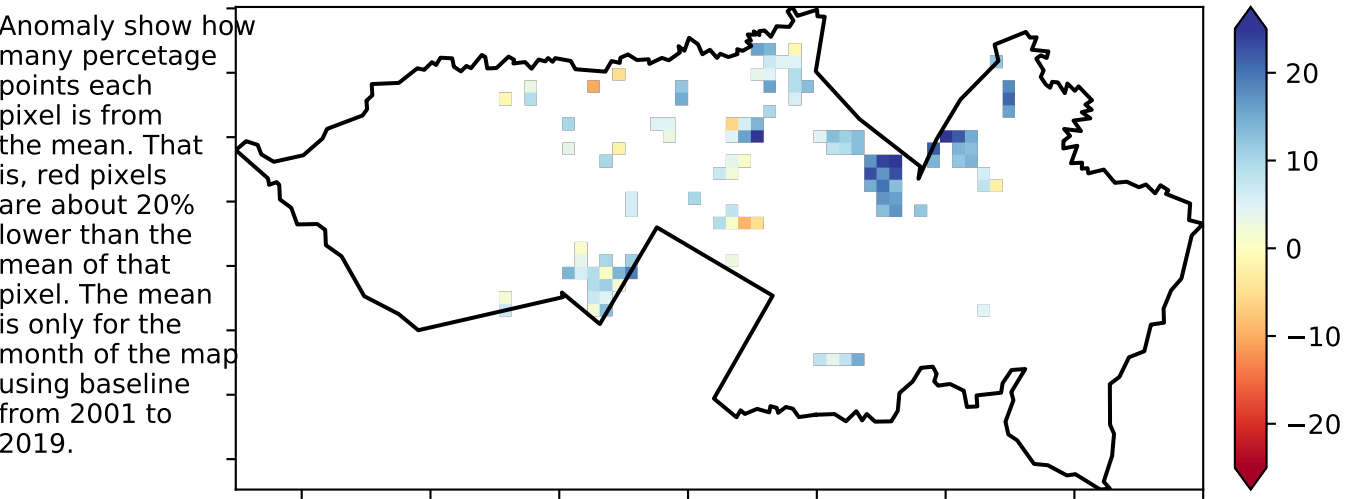 Anomaly show how
many percetage
points each
pixel is from
the mean. That
is, red pixels
are about 20%
lower than the
mean of that
pixel. The mean
is only for the
month of the map
using baseline
from 2001 to
2019.
20
10
0
−10
−20